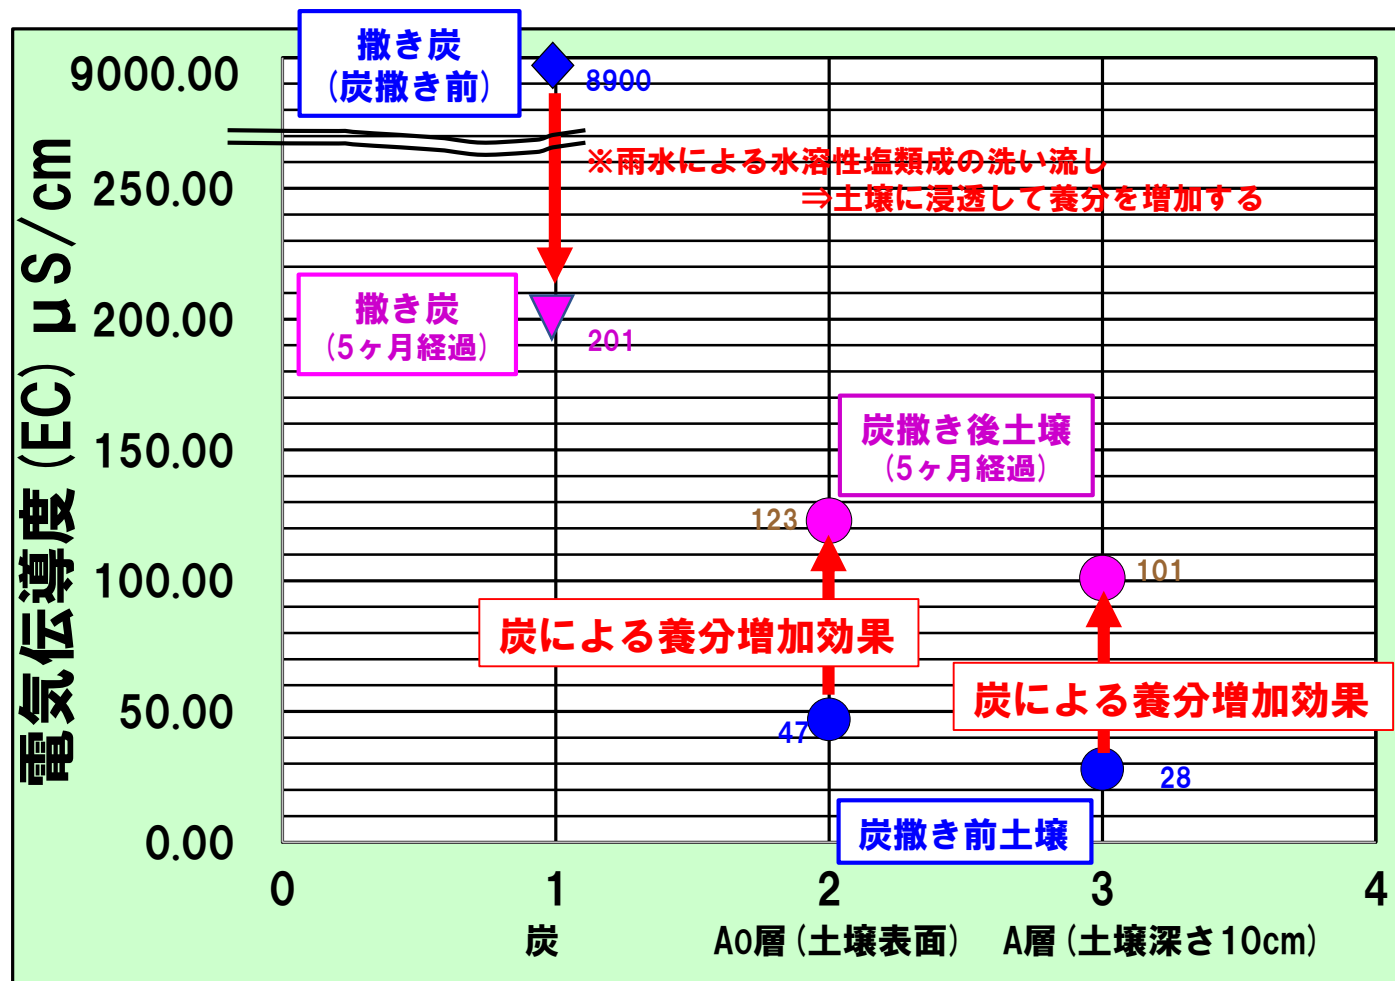 撒き炭
(炭撒き前)
9000.00
8900
※雨水による水溶性塩類成の洗い流し
⇒土壌に浸透して養分を増加する
250.00
撒き炭
(5ヶ月経過)
200.00
201
炭撒き後土壌
(5ヶ月経過)
150.00
123
100.00
101
炭による養分増加効果
炭による養分増加効果
50.00
47
28
炭撒き前土壌
0.00
電気伝導度(EC) μS/cm
0 1 2 3 4
炭 A0層(土壌表面) A層(土壌深さ10cm)